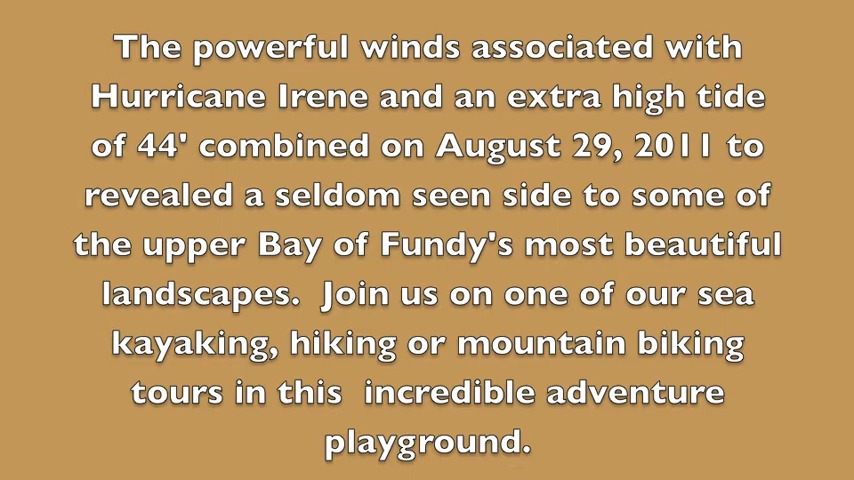 The powerful winds associated with
Hurricane Irene and an extra high tide
of 44' combined on August 29, 2011 to
revealed a seldom seen side to some of
the upper Bay of Fundy's most beautiful
landscapes.  Join us on one of our sea
kayaking, hiking or mountain biking
tours in this  incredible adventure
playground.